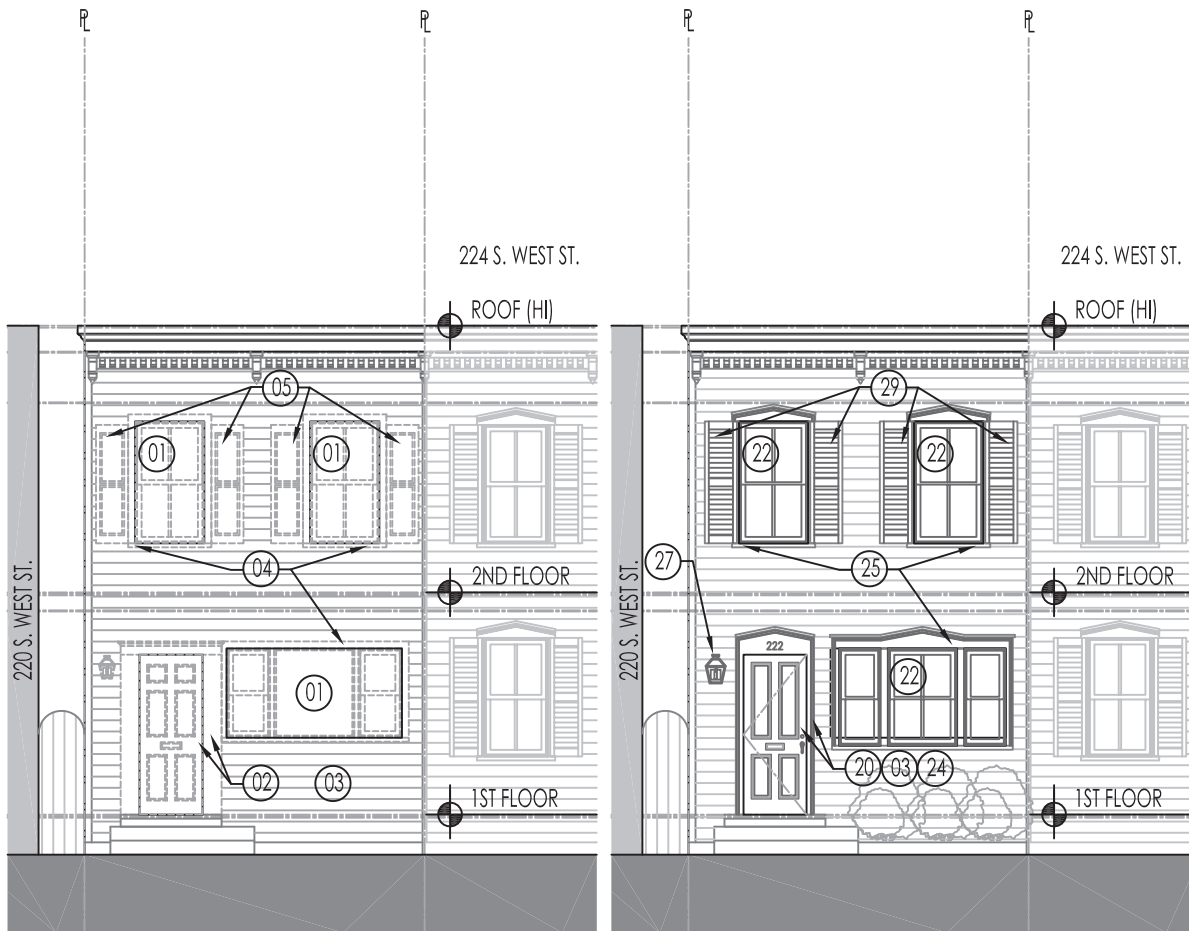 PL
PL
224 S. WEST ST.
ROOF (HI)
05
01
01
04
2ND FLOOR
220 S. WEST ST.
01
02
03
1ST FLOOR
PL
PL
224 S. WEST ST.
ROOF (HI)
29
22
22
27
25
2ND FLOOR
220 S. WEST ST.
222
22
20
03
24
1ST FLOOR